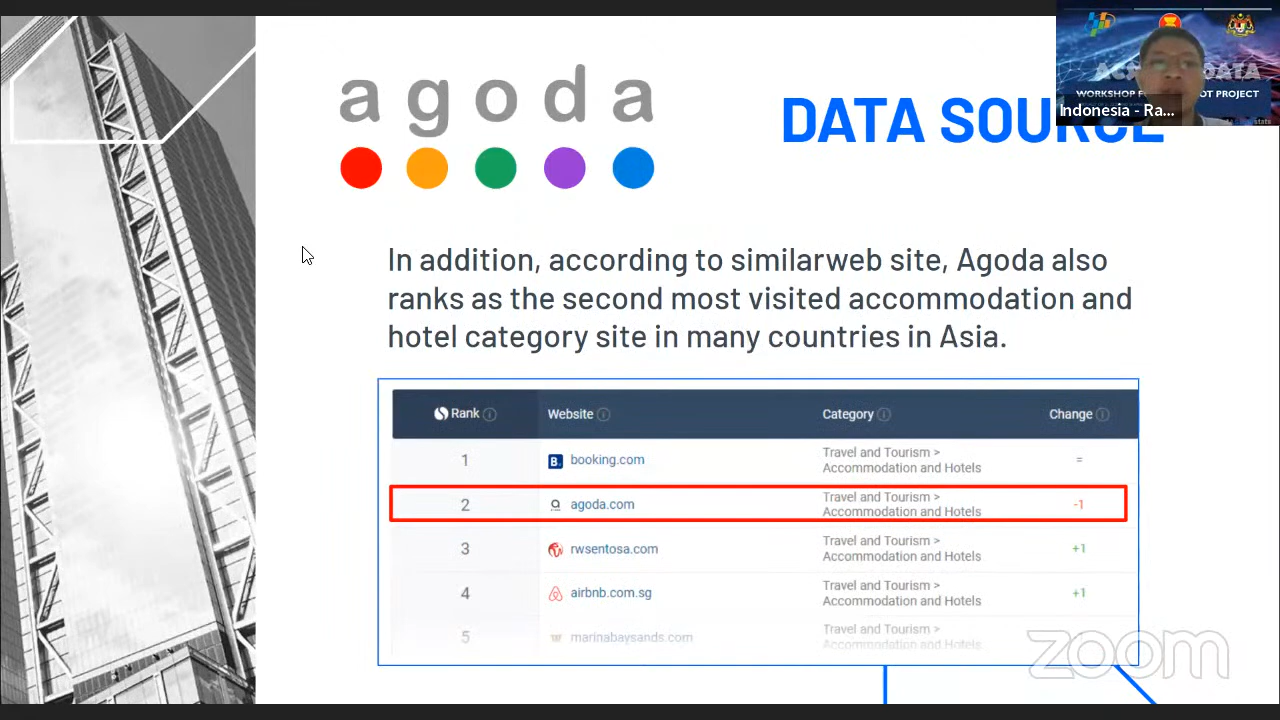 agoda
DATA SOURCE
WORKSHOP
PROJECT
Indonesia - Ra...
In addition, according to similarweb site, Agoda also
ranks as the second most visited accommodation and
hotel category site in many countries in Asia.
Rank Website Category Change
1 booking.com Travel and Tourism > =
Accommodation and Hotels
2 agoda.com Travel and Tourism > -1
Accommodation and Hotels
3 rwsentosa.com Travel and Tourism > +1
Accommodation and Hotels
4 airbnb.com.sg Travel and Tourism > +1
Accommodation and Hotels
5 marinabaysands.com Travel and Tourism >
Accommodation and Hotels
zoom